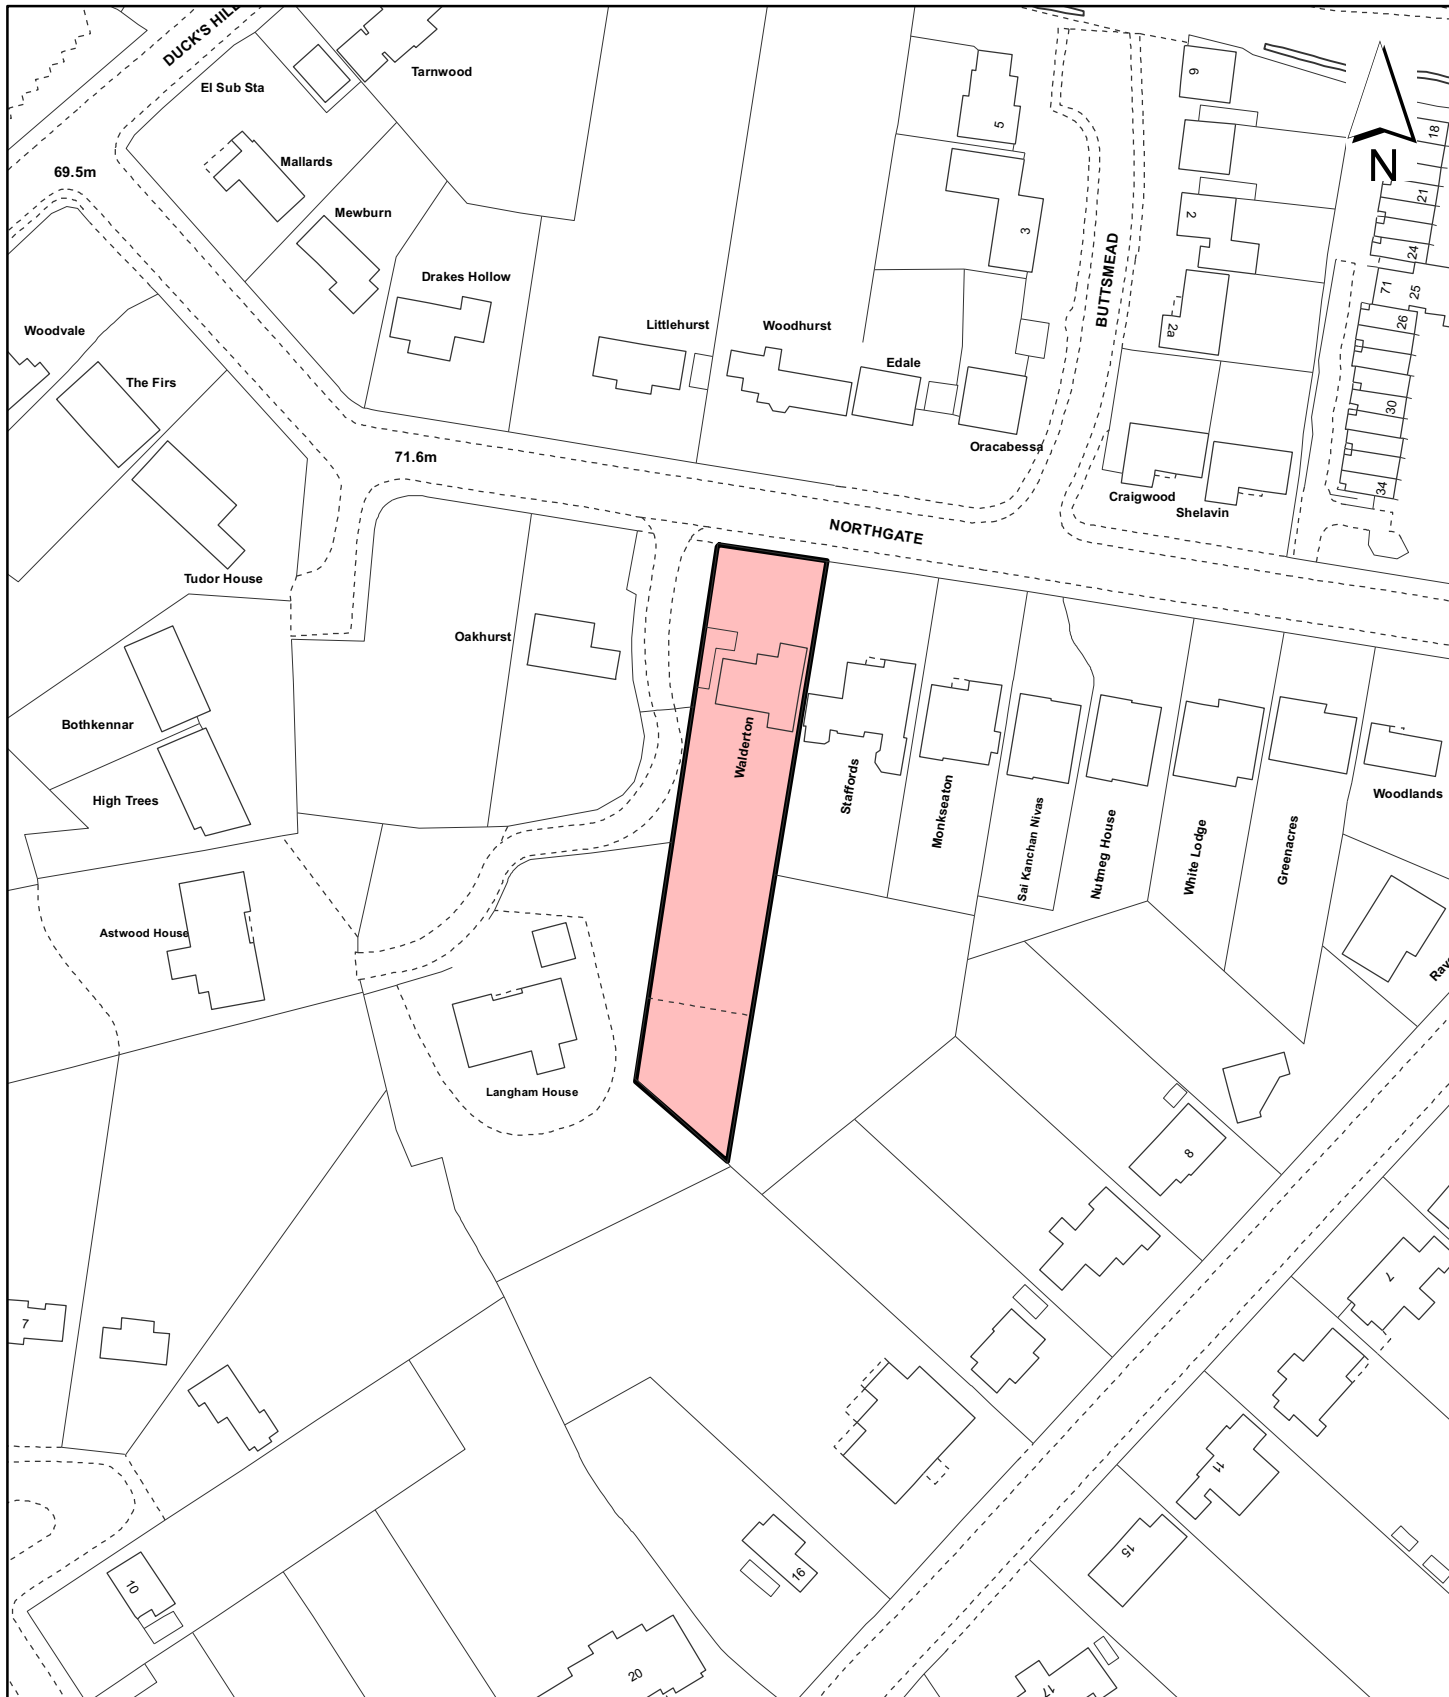 DUCK'S HILL
Tarnwood
El Sub Sta
Mallards
69.5m
Mewburn
Drakes Hollow
Woodvale
The Firs
Littlehurst
Woodhurst
Edale
Oracabessa
BUTTSMEAD
5
3
6
2
2a
N
18
21
24
71
25
26
30
34
Craigwood
Shelavin
71.6m
NORTHGATE
Tudor House
Oakhurst
Bothkennar
High Trees
Walderton
Staffords
Monkseaton
Sai Kanchan Nivas
Nutmeg House
White Lodge
Greenacres
Woodlands
Astwood House
Langham House
8
7
7
11
15
16
10
20
17